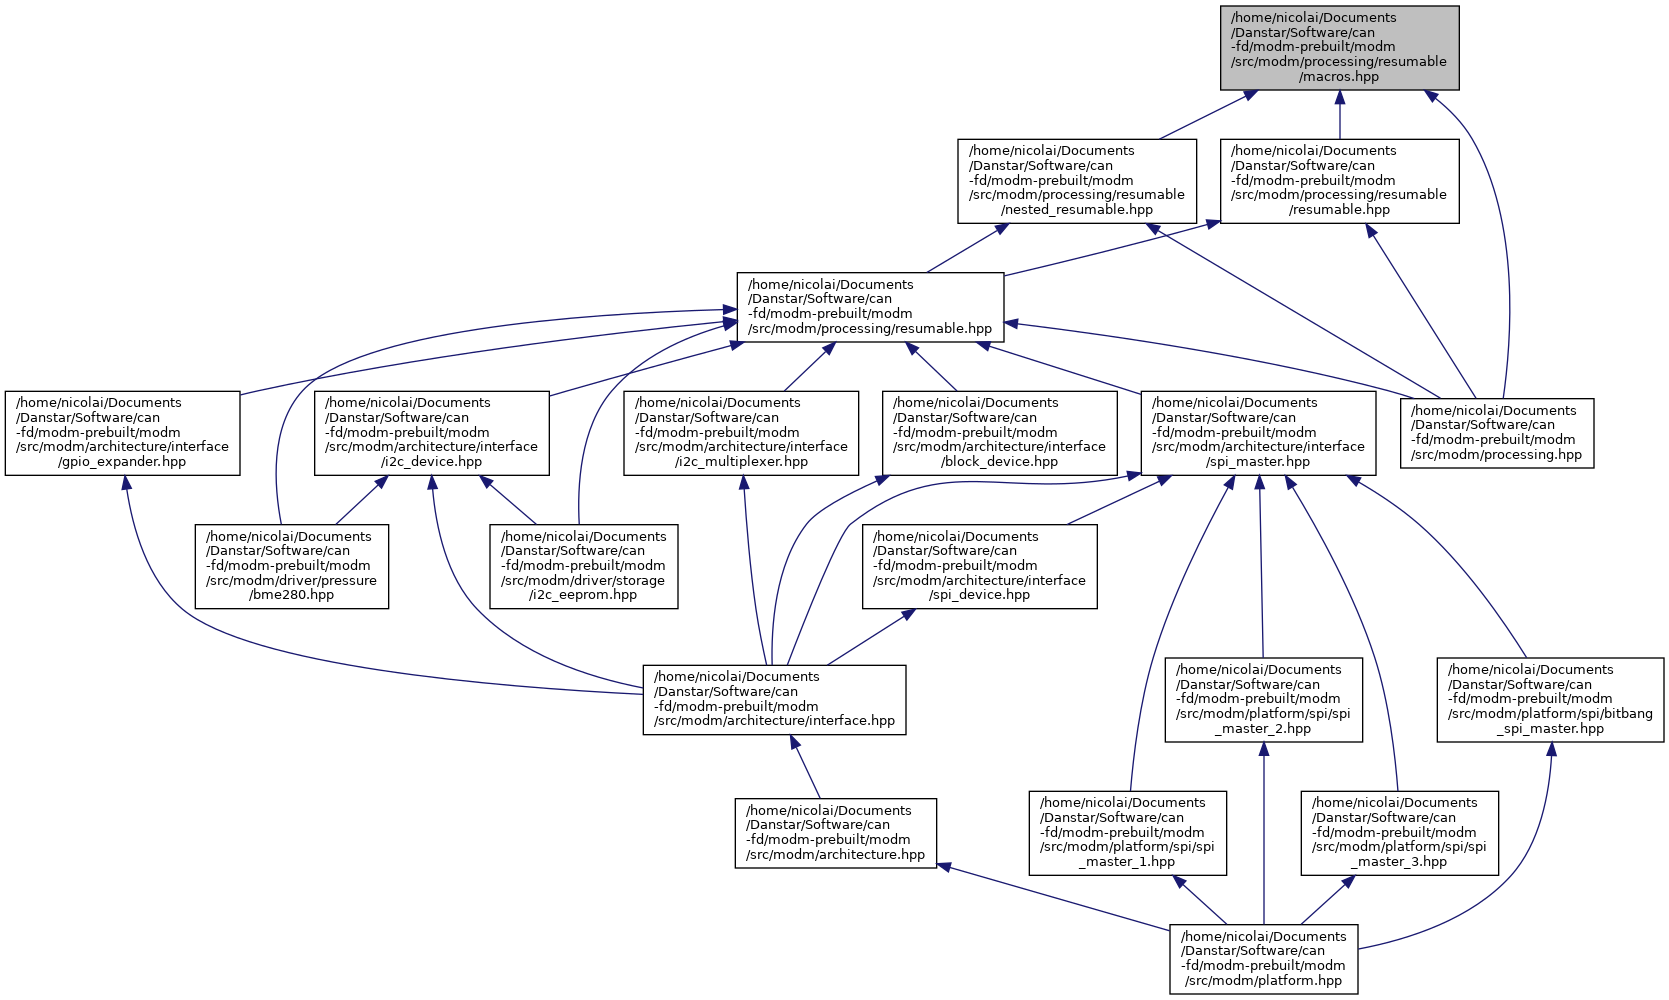 /home/nicolai/Documents
/Danstar/Software/can
-fd/modm-prebuilt/modm
/src/modm/processing/resumable
/macros.hpp
/home/nicolai/Documents
/Danstar/Software/can
-fd/modm-prebuilt/modm
/src/modm/processing/resumable
/nested_resumable.hpp
/home/nicolai/Documents
/Danstar/Software/can
-fd/modm-prebuilt/modm
/src/modm/processing/resumable
/resumable.hpp
/home/nicolai/Documents
/Danstar/Software/can
-fd/modm-prebuilt/modm
/src/modm/processing/resumable.hpp
/home/nicolai/Documents
/Danstar/Software/can
-fd/modm-prebuilt/modm
/src/modm/architecture/interface
/gpio_expander.hpp
/home/nicolai/Documents
/Danstar/Software/can
-fd/modm-prebuilt/modm
/src/modm/architecture/interface
/i2c_device.hpp
/home/nicolai/Documents
/Danstar/Software/can
-fd/modm-prebuilt/modm
/src/modm/architecture/interface
/i2c_multiplexer.hpp
/home/nicolai/Documents
/Danstar/Software/can
-fd/modm-prebuilt/modm
/src/modm/architecture/interface
/block_device.hpp
/home/nicolai/Documents
/Danstar/Software/can
-fd/modm-prebuilt/modm
/src/modm/architecture/interface
/spi_master.hpp
/home/nicolai/Documents
/Danstar/Software/can
-fd/modm-prebuilt/modm
/src/modm/processing.hpp
/home/nicolai/Documents
/Danstar/Software/can
-fd/modm-prebuilt/modm
/src/modm/driver/pressure
/bme280.hpp
/home/nicolai/Documents
/Danstar/Software/can
-fd/modm-prebuilt/modm
/src/modm/driver/storage
/i2c_eeprom.hpp
/home/nicolai/Documents
/Danstar/Software/can
-fd/modm-prebuilt/modm
/src/modm/architecture/interface
/spi_device.hpp
/home/nicolai/Documents
/Danstar/Software/can
-fd/modm-prebuilt/modm
/src/modm/architecture/interface.hpp
/home/nicolai/Documents
/Danstar/Software/can
-fd/modm-prebuilt/modm
/src/modm/platform/spi/spi
_master_2.hpp
/home/nicolai/Documents
/Danstar/Software/can
-fd/modm-prebuilt/modm
/src/modm/platform/spi/bitbang
_spi_master.hpp
/home/nicolai/Documents
/Danstar/Software/can
-fd/modm-prebuilt/modm
/src/modm/architecture.hpp
/home/nicolai/Documents
/Danstar/Software/can
-fd/modm-prebuilt/modm
/src/modm/platform/spi/spi
_master_1.hpp
/home/nicolai/Documents
/Danstar/Software/can
-fd/modm-prebuilt/modm
/src/modm/platform/spi/spi
_master_3.hpp
/home/nicolai/Documents
/Danstar/Software/can
-fd/modm-prebuilt/modm
/src/modm/platform.hpp